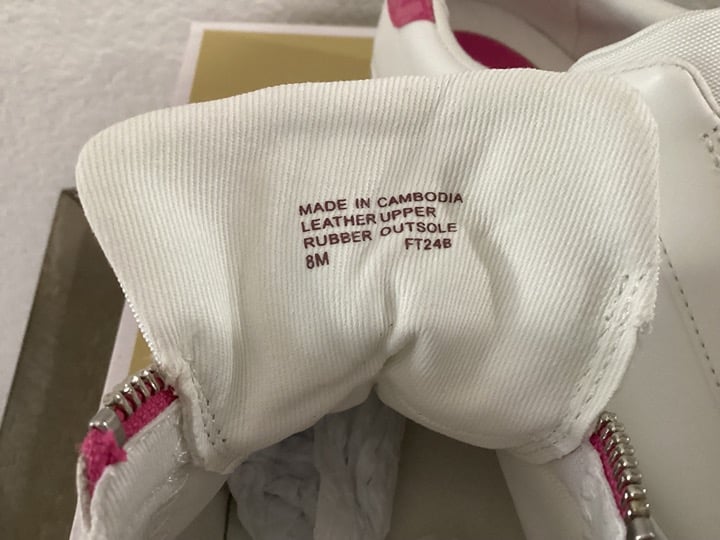 MADE IN CAMBODIA
LEATHER UPPER
RUBBER OUTSOLE
8M FT24B